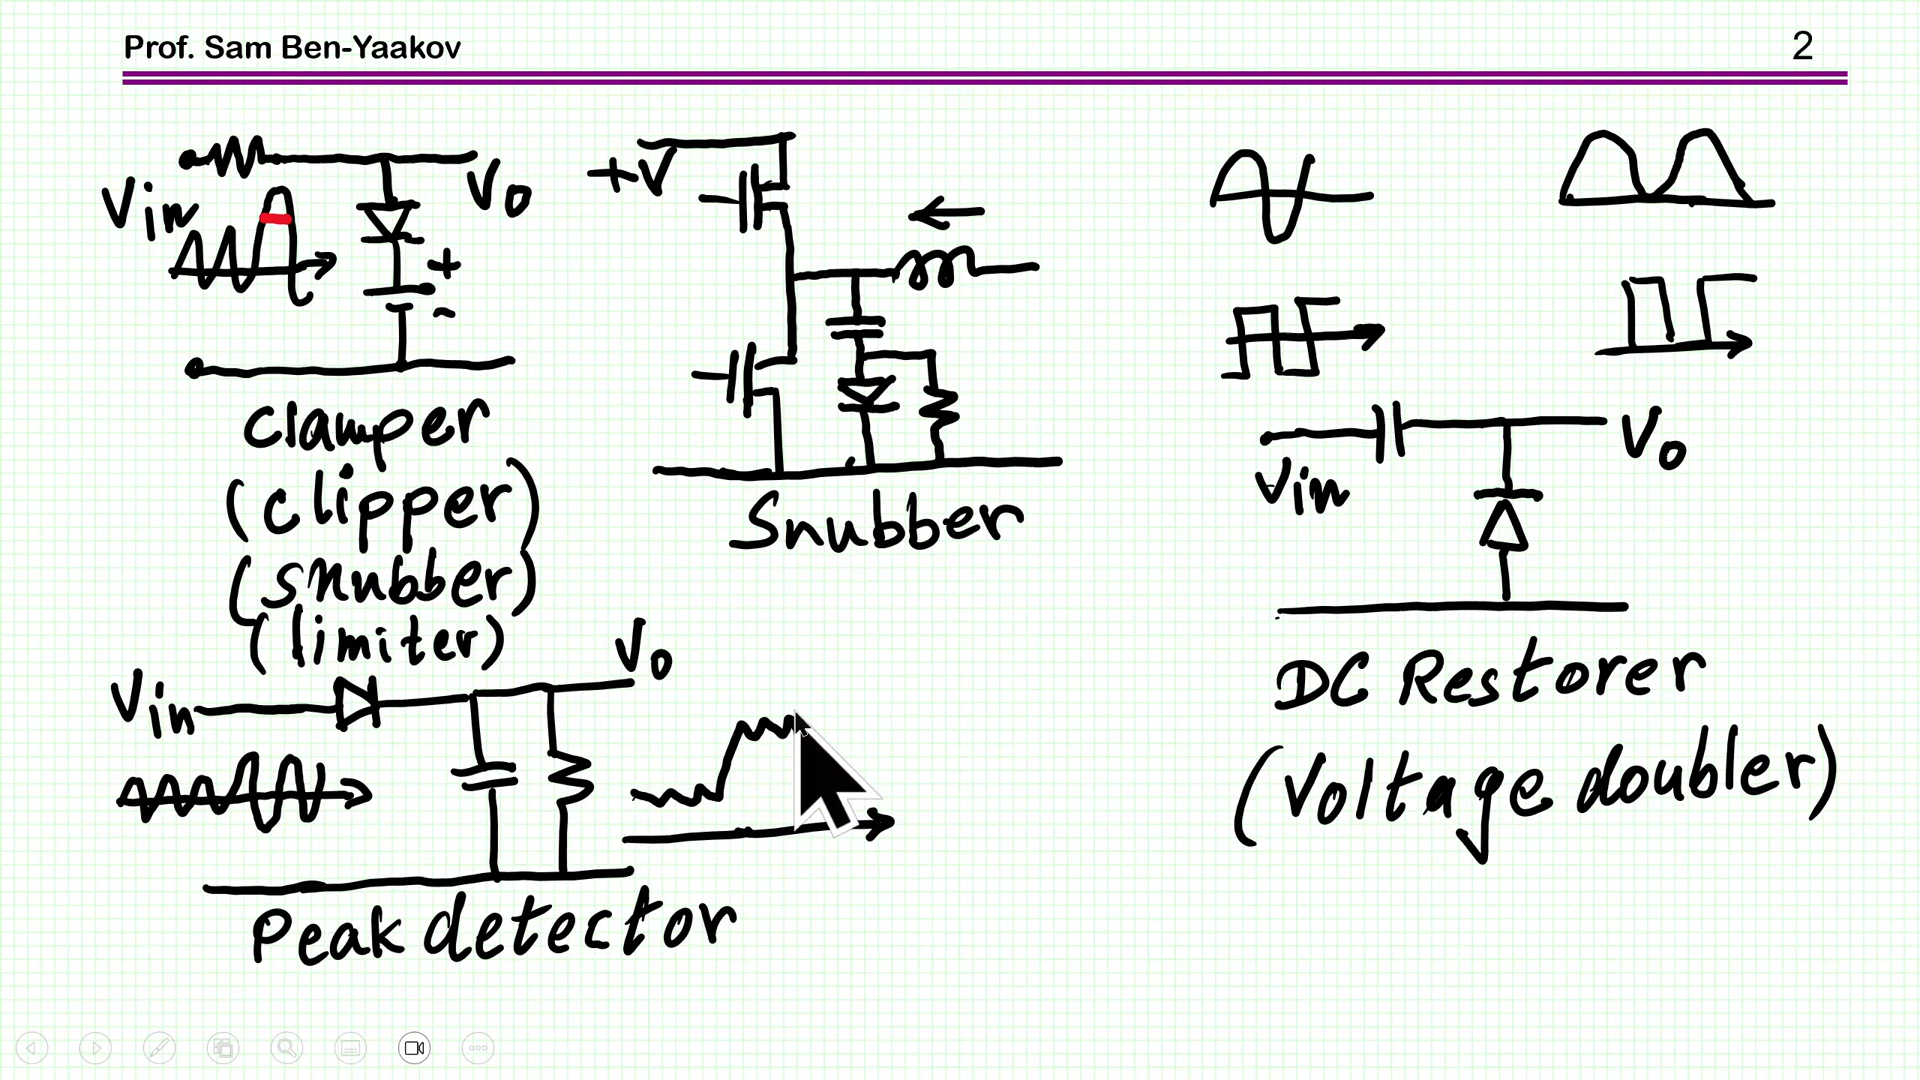 Prof. Sam Ben-Yaakov
2
Vin
Vo
+
-
Clamper
(clipper)
(snubber)
(limiter)
+V
Snubber
Vin
Vo
DC Restorer
(Voltage doubler)
Vin
Vo
Peak detector